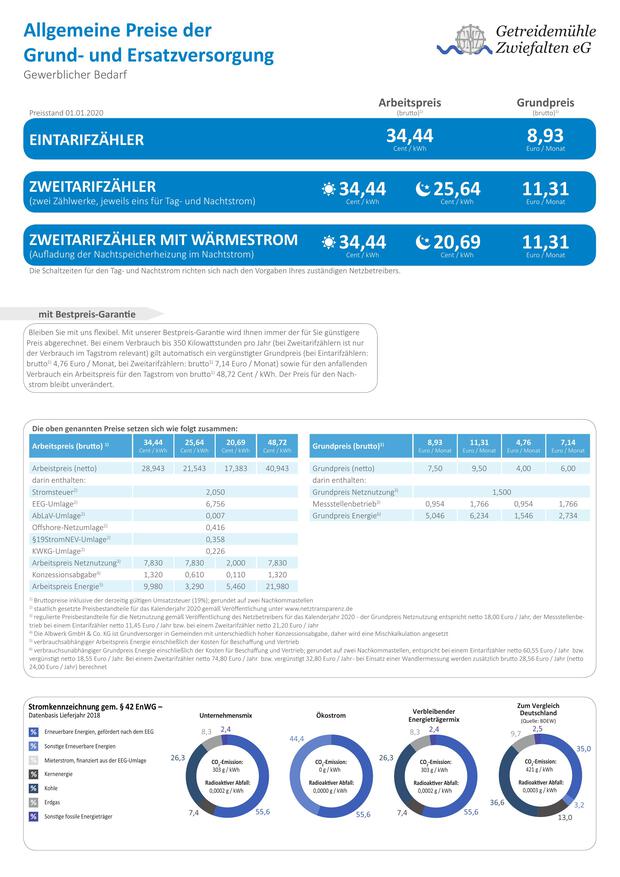 Allgemeine Preise der
Grund- und Ersatzversorgung
Gewerblicher Bedarf
Getreidemühle
Zwiefalten eG
Arbeitspreis Grundpreis
Preisstand 01.01.2020 (brutto)1) (brutto)1)
EINTARIFZÄHLER 34,44 Cent / kWh 8,93 Euro / Monat
ZWEITARIFZÄHLER 34,44 Cent / kWh 25,64 Cent / kWh 11,31 Euro / Monat
(zwei Zählwerke, jeweils eins für Tag- und Nachtstrom)
ZWEITARIFZÄHLER MIT WÄRMESTROM 34,44 Cent / kWh 20,69 Cent / kWh 11,31 Euro / Monat
(Aufladung der Nachtspeicherheizung im Nachtstrom)
Die Schaltzeiten für den Tag- und Nachtstrom richten sich nach den Vorgaben Ihres zuständigen Netzbetreibers.
mit Bestpreis-Garantie
Bleiben Sie mit uns flexibel. Mit unserer Bestpreis-Garantie wird Ihnen immer der für Sie günstigere
Preis abgerechnet. Bei einem Verbrauch bis 350 Kilowattstunden pro Jahr (bei Zweitarifzählern ist nur
der Verbrauch im Tagstrom relevant) gilt automatisch ein vergünstigter Grundpreis (bei Eintarifzählern:
brutto1) 4,76 Euro / Monat, bei Zweitarifzählern: brutto1) 7,14 Euro / Monat) sowie für den anfallenden
Verbrauch ein Arbeitspreis für den Tagstrom von brutto1) 48,72 Cent / kWh. Der Preis für den Nach-
strom bleibt unverändert.
Die oben genannten Preise setzen sich wie folgt zusammen:
Arbeitspreis (brutto) 1) 34,44 Cent / kWh 25,64 Cent / kWh 20,69 Cent / kWh 48,72 Cent / kWh
Arbeistpreis (netto) 28,943 21,543 17,383 40,943
darin enthalten:
Stromsteuer2) 2,050
EEG-Umlage2) 6,756
AbLaV-Umlage2) 0,007
Offshore-Netzumlage2) 0,416
§19StromNEV-Umlage2) 0,358
KWKG-Umlage2) 0,226
Arbeitspreis Netznutzung3) 7,830 7,830 2,000 7,830
Konzessionsabgabe4) 1,320 0,610 0,110 1,320
Arbeitspreis Energie5) 9,980 3,290 5,460 21,980
Grundpreis (brutto)1) 8,93 Euro / Monat 11,31 Euro / Monat 4,76 Euro / Monat 7,14 Euro / Monat
Grundpreis (netto) 7,50 9,50 4,00 6,00
darin enthalten:
Grundpreis Netznutzung3) 1,500
Messstellenbetrieb3) 0,954 1,766 0,954 1,766
Grundpreis Energie6) 5,046 6,234 1,546 2,734
1) Bruttopreise inklusive der derzeitig gültigen Umsatzsteuer (19%); gerundet auf zwei Nachkommastellen
2) staatlich gesetzte Preisbestandteile für das Kalenderjahr 2020 gemäß Veröffentlichung unter www.netztransparenz.de
3) regulierte Preisbestandteile für die Netznutzung gemäß Veröffentlichungen des Netzbetreibers für das Kalenderjahr 2020 - der Grundpreis Netznutzung entspricht netto 18,00 Euro / Jahr, der Messstellenbe-
trieb bei einem Eintarifzähler netto 11,45 Euro / Jahr bzw. bei einem Zweitarifzähler netto 21,20 Euro / Jahr
4) Die Albwerk GmbH & Co. KG ist Grundversorger in Gemeinden mit unterschiedlich hoher Konzessionsabgabe, daher wird eine Mischkalkulation angesetzt
5) verbrauchsabhängiger Arbeitspreis Energie einschließlich der Kosten für Beschaffung und Vertrieb
6) verbrauchsunabhängiger Grundpreis Energie einschließlich der Kosten für Beschaffung und Vertrieb; gerundet auf zwei Nachkommastellen, entspricht bei einem Eintarifzähler netto 60,55 Euro / Jahr bzw.
vergünstigt netto 18,55 Euro / Jahr. Bei einem Zweitarifzähler netto 74,80 Euro / Jahr bzw. vergünstigt 32,80 Euro / Jahr - bei Einsatz einer Wandlermessung werden zusätzlich brutto 28,56 Euro / Jahr (netto
24,00 Euro / Jahr) berechnet
Stromkennzeichnung gem. § 42 EnWG –
Datenbasis Lieferjahr 2018
% Erneuerbare Energien, gefördert nach dem EEG
% Sonstige Erneuerbare Energien
% Mieterstrom, finanziert aus der EEG-Umlage
% Kernenergie
% Kohle
% Erdgas
% Sonstige fossile Energieträger
Unternehmensmix
8,3 2,4
26,3
CO2-Emission:
303 g / kWh
Radioaktiver Abfall:
0,0002 g / kWh
7,4 55,6
Ökostrom
44,4
CO2-Emission:
0 g / kWh
Radioaktiver Abfall:
0,0000 g / kWh
55,6
Verbleibender
Energieträgermix
8,3 2,4
26,3
CO2-Emission:
303 g / kWh
Radioaktiver Abfall:
0,0002 g / kWh
7,4 55,6
Zum Vergleich
Deutschland
(Quelle: BDEW)
9,7 2,5
35,0
CO2-Emission:
421 g / kWh
Radioaktiver Abfall:
0,0003 g / kWh
36,6 3,2
13,0